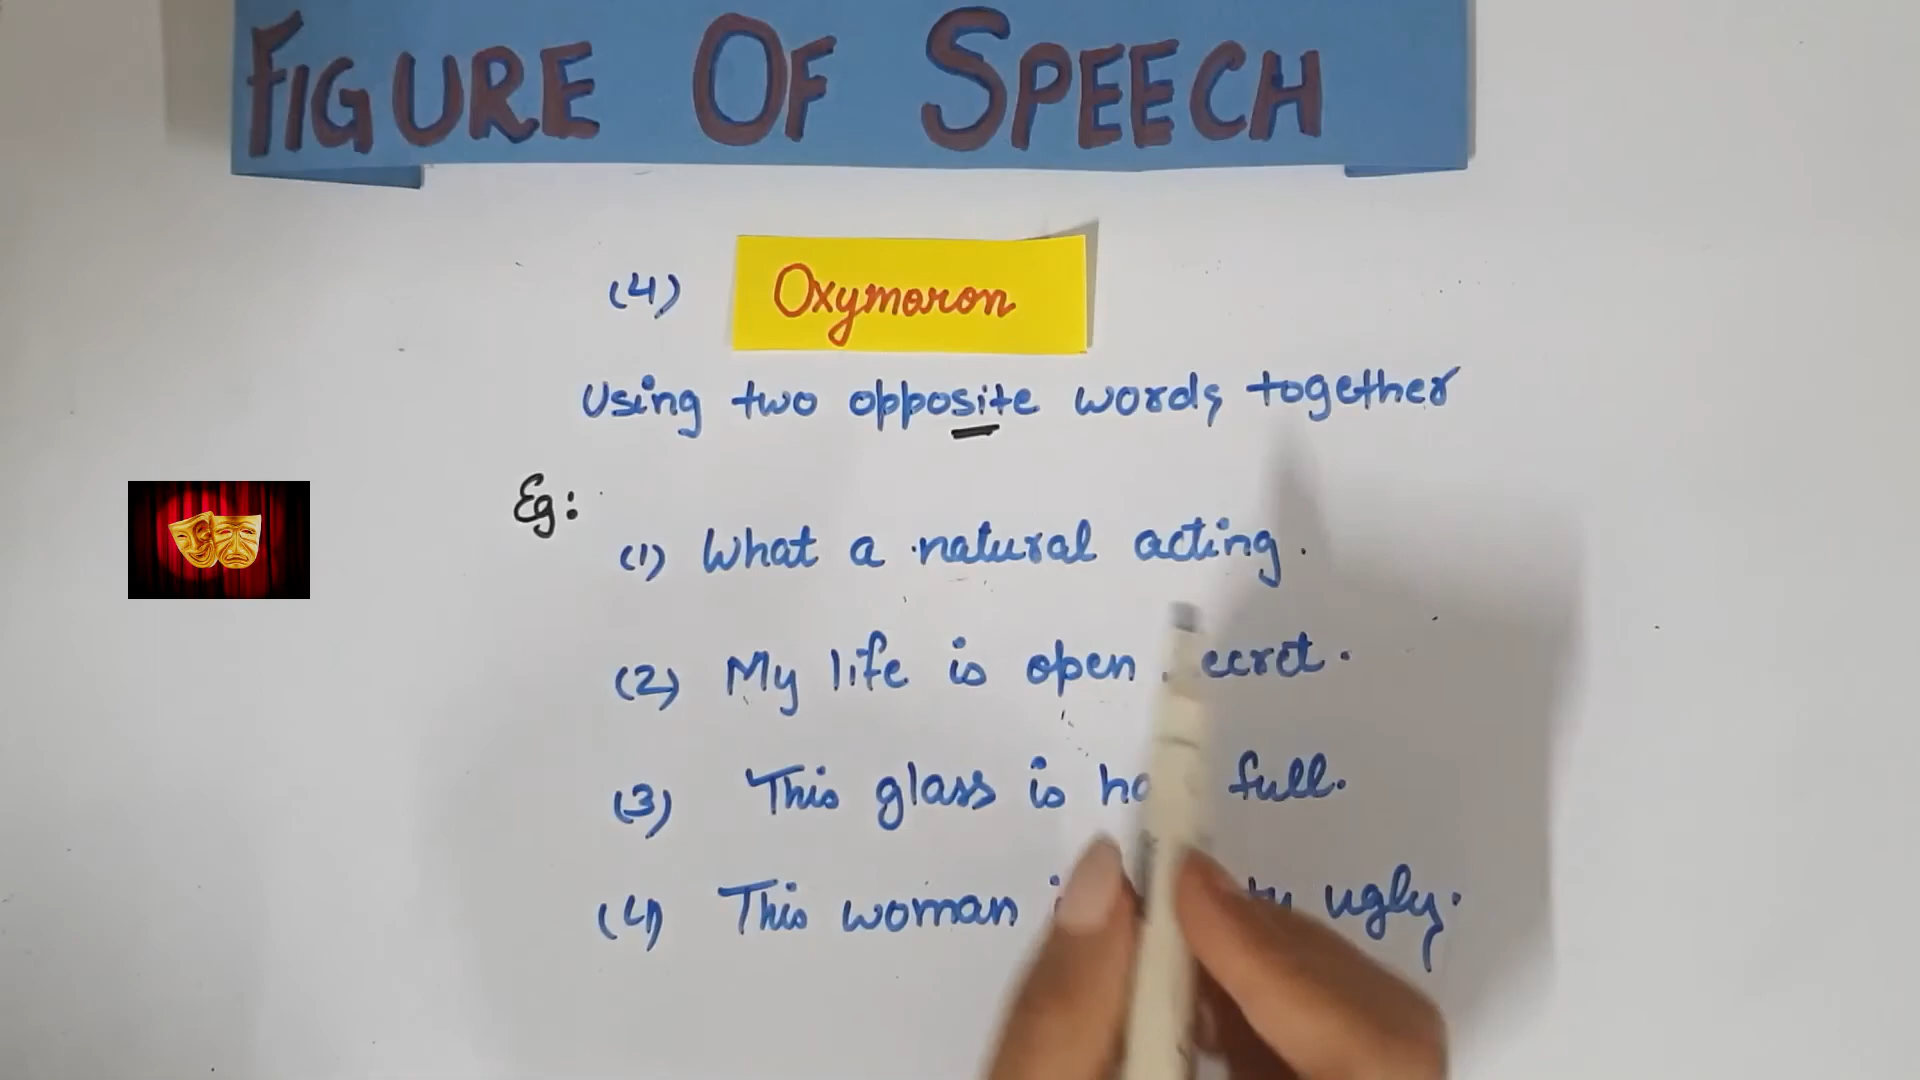 FIGURE OF SPEECH
(4) Oxymoron
Using two opposite words together
Eg:
(1) What a natural acting.
(2) My life is open secret.
(3) This glass is full.
(4) This woman ugly.